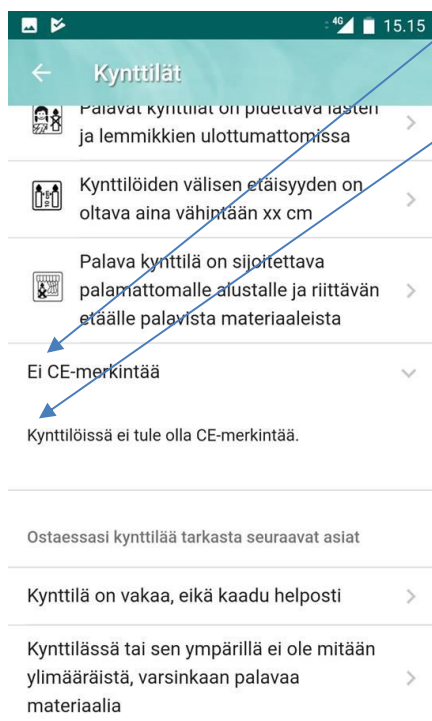 4G 15.15
Kynttilät
Palavat kynttilät on pidettävä lasten
ja lemmikkien ulottumattomissa
Kynttilöiden välisen etäisyyden on
oltava aina vähintään xx cm
Palava kynttilä on sijoitettava
palamattomalle alustalle ja riittävän
etäälle palavista materiaaleista
Ei CE-merkintää
Kynttilöissä ei tule olla CE-merkintää.
Ostaessasi kynttilää tarkasta seuraavat asiat
Kynttilä on vakaa, eikä kaadu helposti
Kynttilässä tai sen ympärillä ei ole mitään
ylimääräistä, varsinkaan palavaa
materiaalia